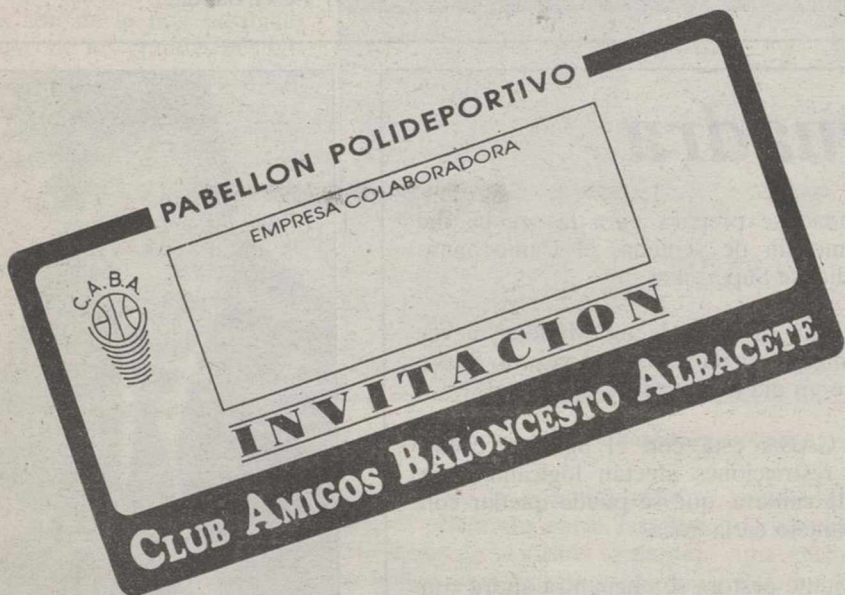 PABELLON POLIDEPORTIVO
EMPRESA COLABORADORA
C.A.B.A.
INVITACION
CLUB AMIGOS BALONCESTO ALBACETE